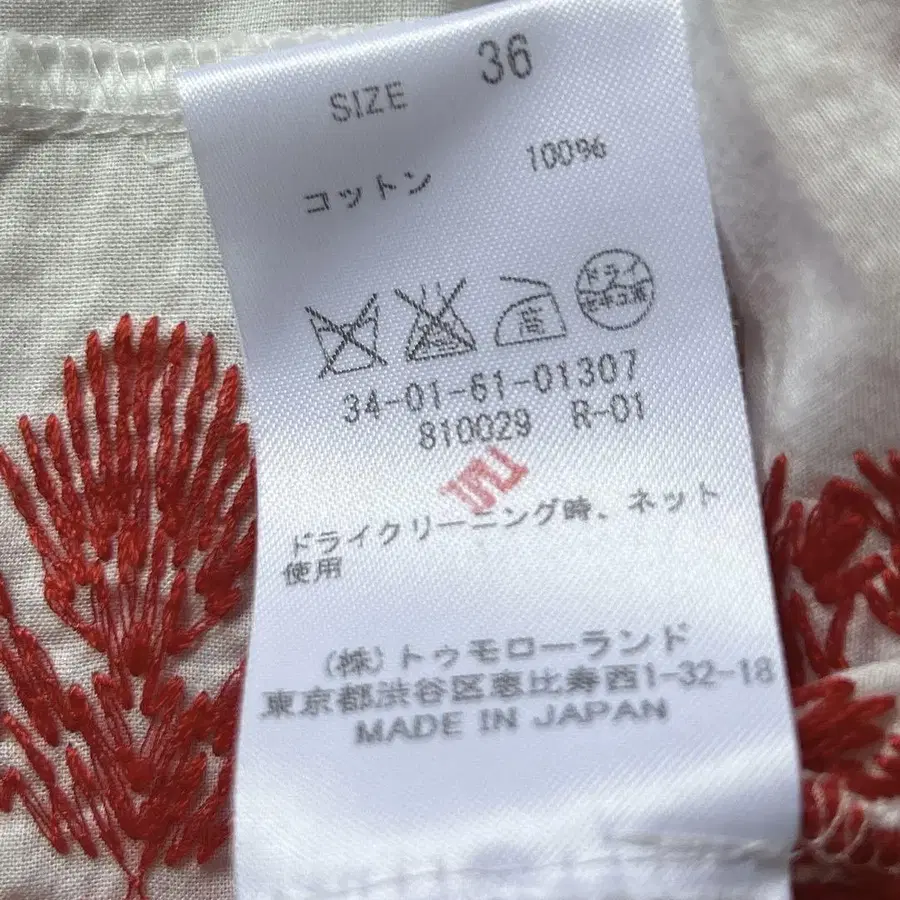 SIZE 36
コットン 100%
高
ドライ
セキユ系
34-01-61-01307
810029 R-01
ドライクリーニング時、ネット
使用
(株)トゥモローランド
東京都渋谷区恵比寿西1-32-18
MADE IN JAPAN